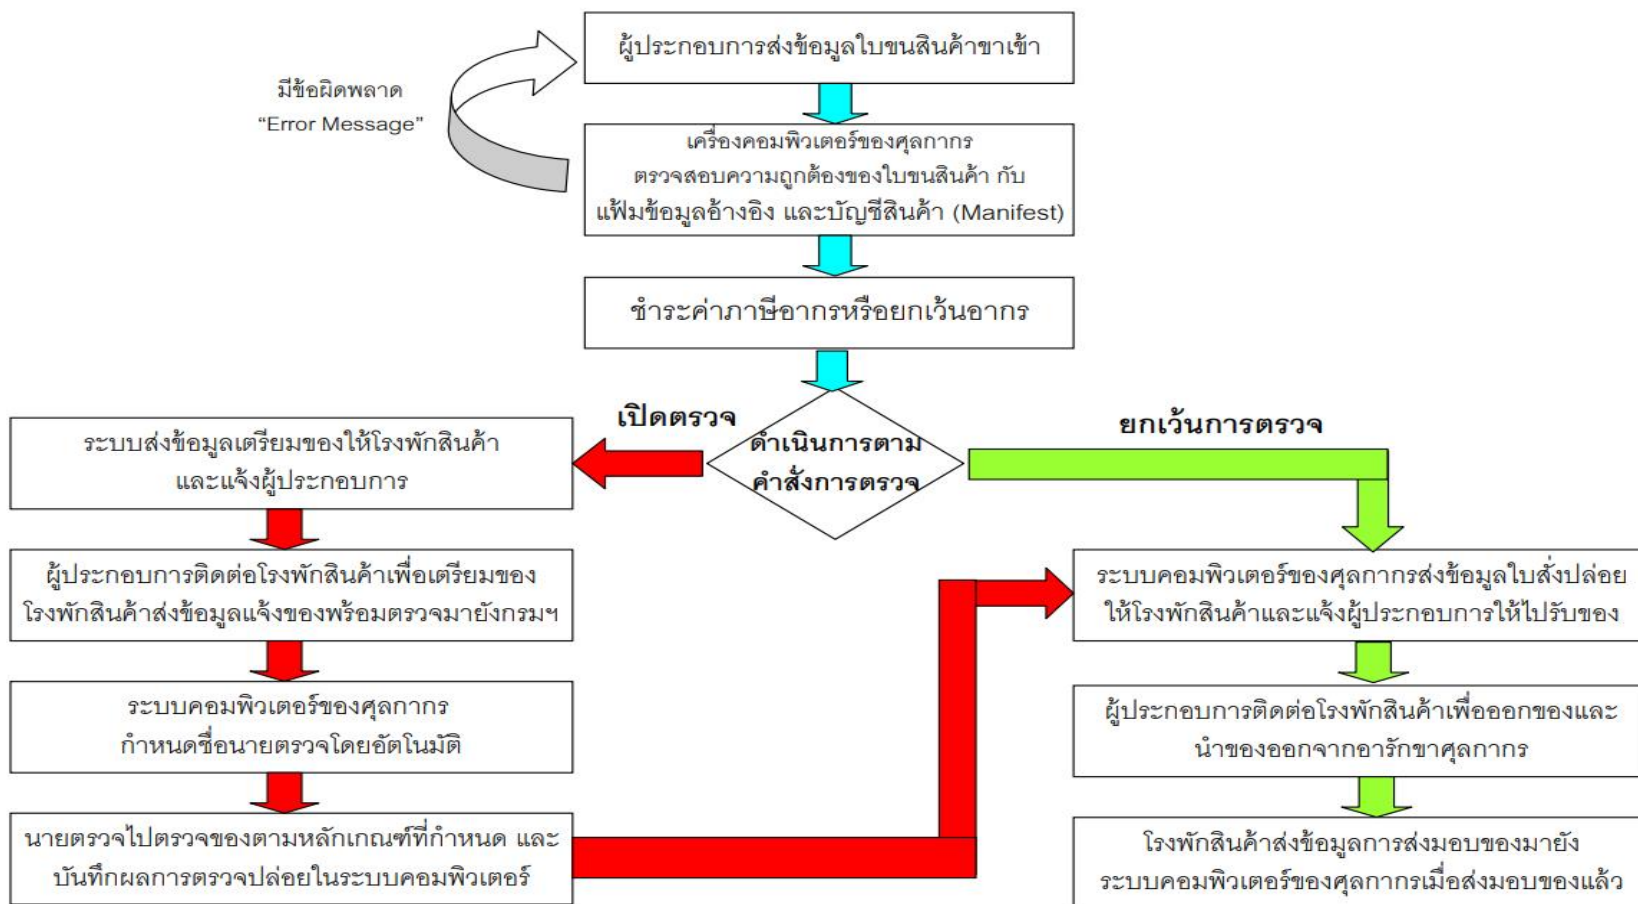 ผู้ประกอบการส่งข้อมูลใบขนสินค้าขาเข้า
มีข้อผิดพลาด
“Error Message”
เครื่องคอมพิวเตอร์ของศุลกากร
ตรวจสอบความถูกต้องของใบขนสินค้า กับ
แฟ้มข้อมูลอ้างอิง และบัญชีสินค้า (Manifest)
ชำระค่าภาษีอากรหรือยกเว้นอากร
เปิดตรวจ
ดำเนินการตาม
คำสั่งการตรวจ
ยกเว้นการตรวจ
ระบบส่งข้อมูลเตรียมของให้โรงพักสินค้า
และแจ้งผู้ประกอบการ
ผู้ประกอบการติดต่อโรงพักสินค้าเพื่อเตรียมของ
โรงพักสินค้าส่งข้อมูลแจ้งของพร้อมตรวจมายังกรมฯ
ระบบคอมพิวเตอร์ของศุลกากร
กำหนดชื่อนายตรวจโดยอัตโนมัติ
นายตรวจไปตรวจของตามหลักเกณฑ์ที่กำหนด และ
บันทึกผลการตรวจปล่อยในระบบคอมพิวเตอร์
ระบบคอมพิวเตอร์ของศุลกากรส่งข้อมูลใบสั่งปล่อย
ให้โรงพักสินค้าและแจ้งผู้ประกอบการให้ไปรับของ
ผู้ประกอบการติดต่อโรงพักสินค้าเพื่อออกของและ
นำของออกจากอารักขาศุลกากร
โรงพักสินค้าส่งข้อมูลการส่งมอบของมายัง
ระบบคอมพิวเตอร์ของศุลกากรเมื่อส่งมอบของแล้ว